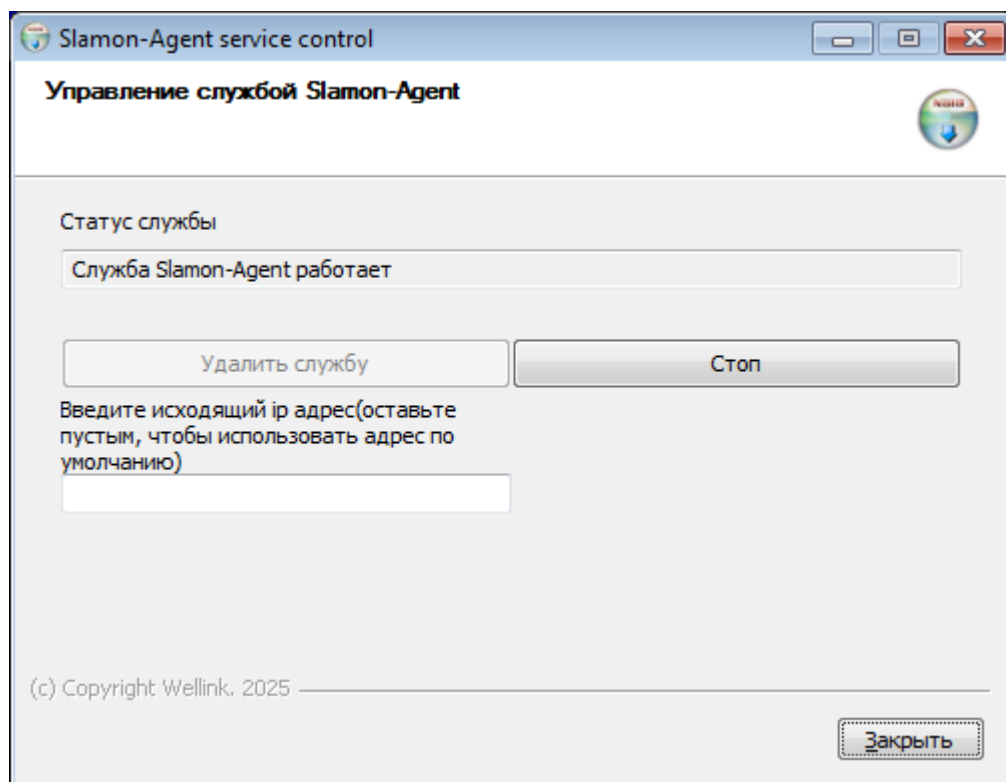 Slamon-Agent service control
Управление службой Slamon-Agent
Статус службы
Служба Slamon-Agent работает
Удалить службу
Стоп
Введите исходящий ip адрес(оставьте
пустым, чтобы использовать адрес по
умолчанию)
(c) Copyright Wellink. 2025
Закрыть